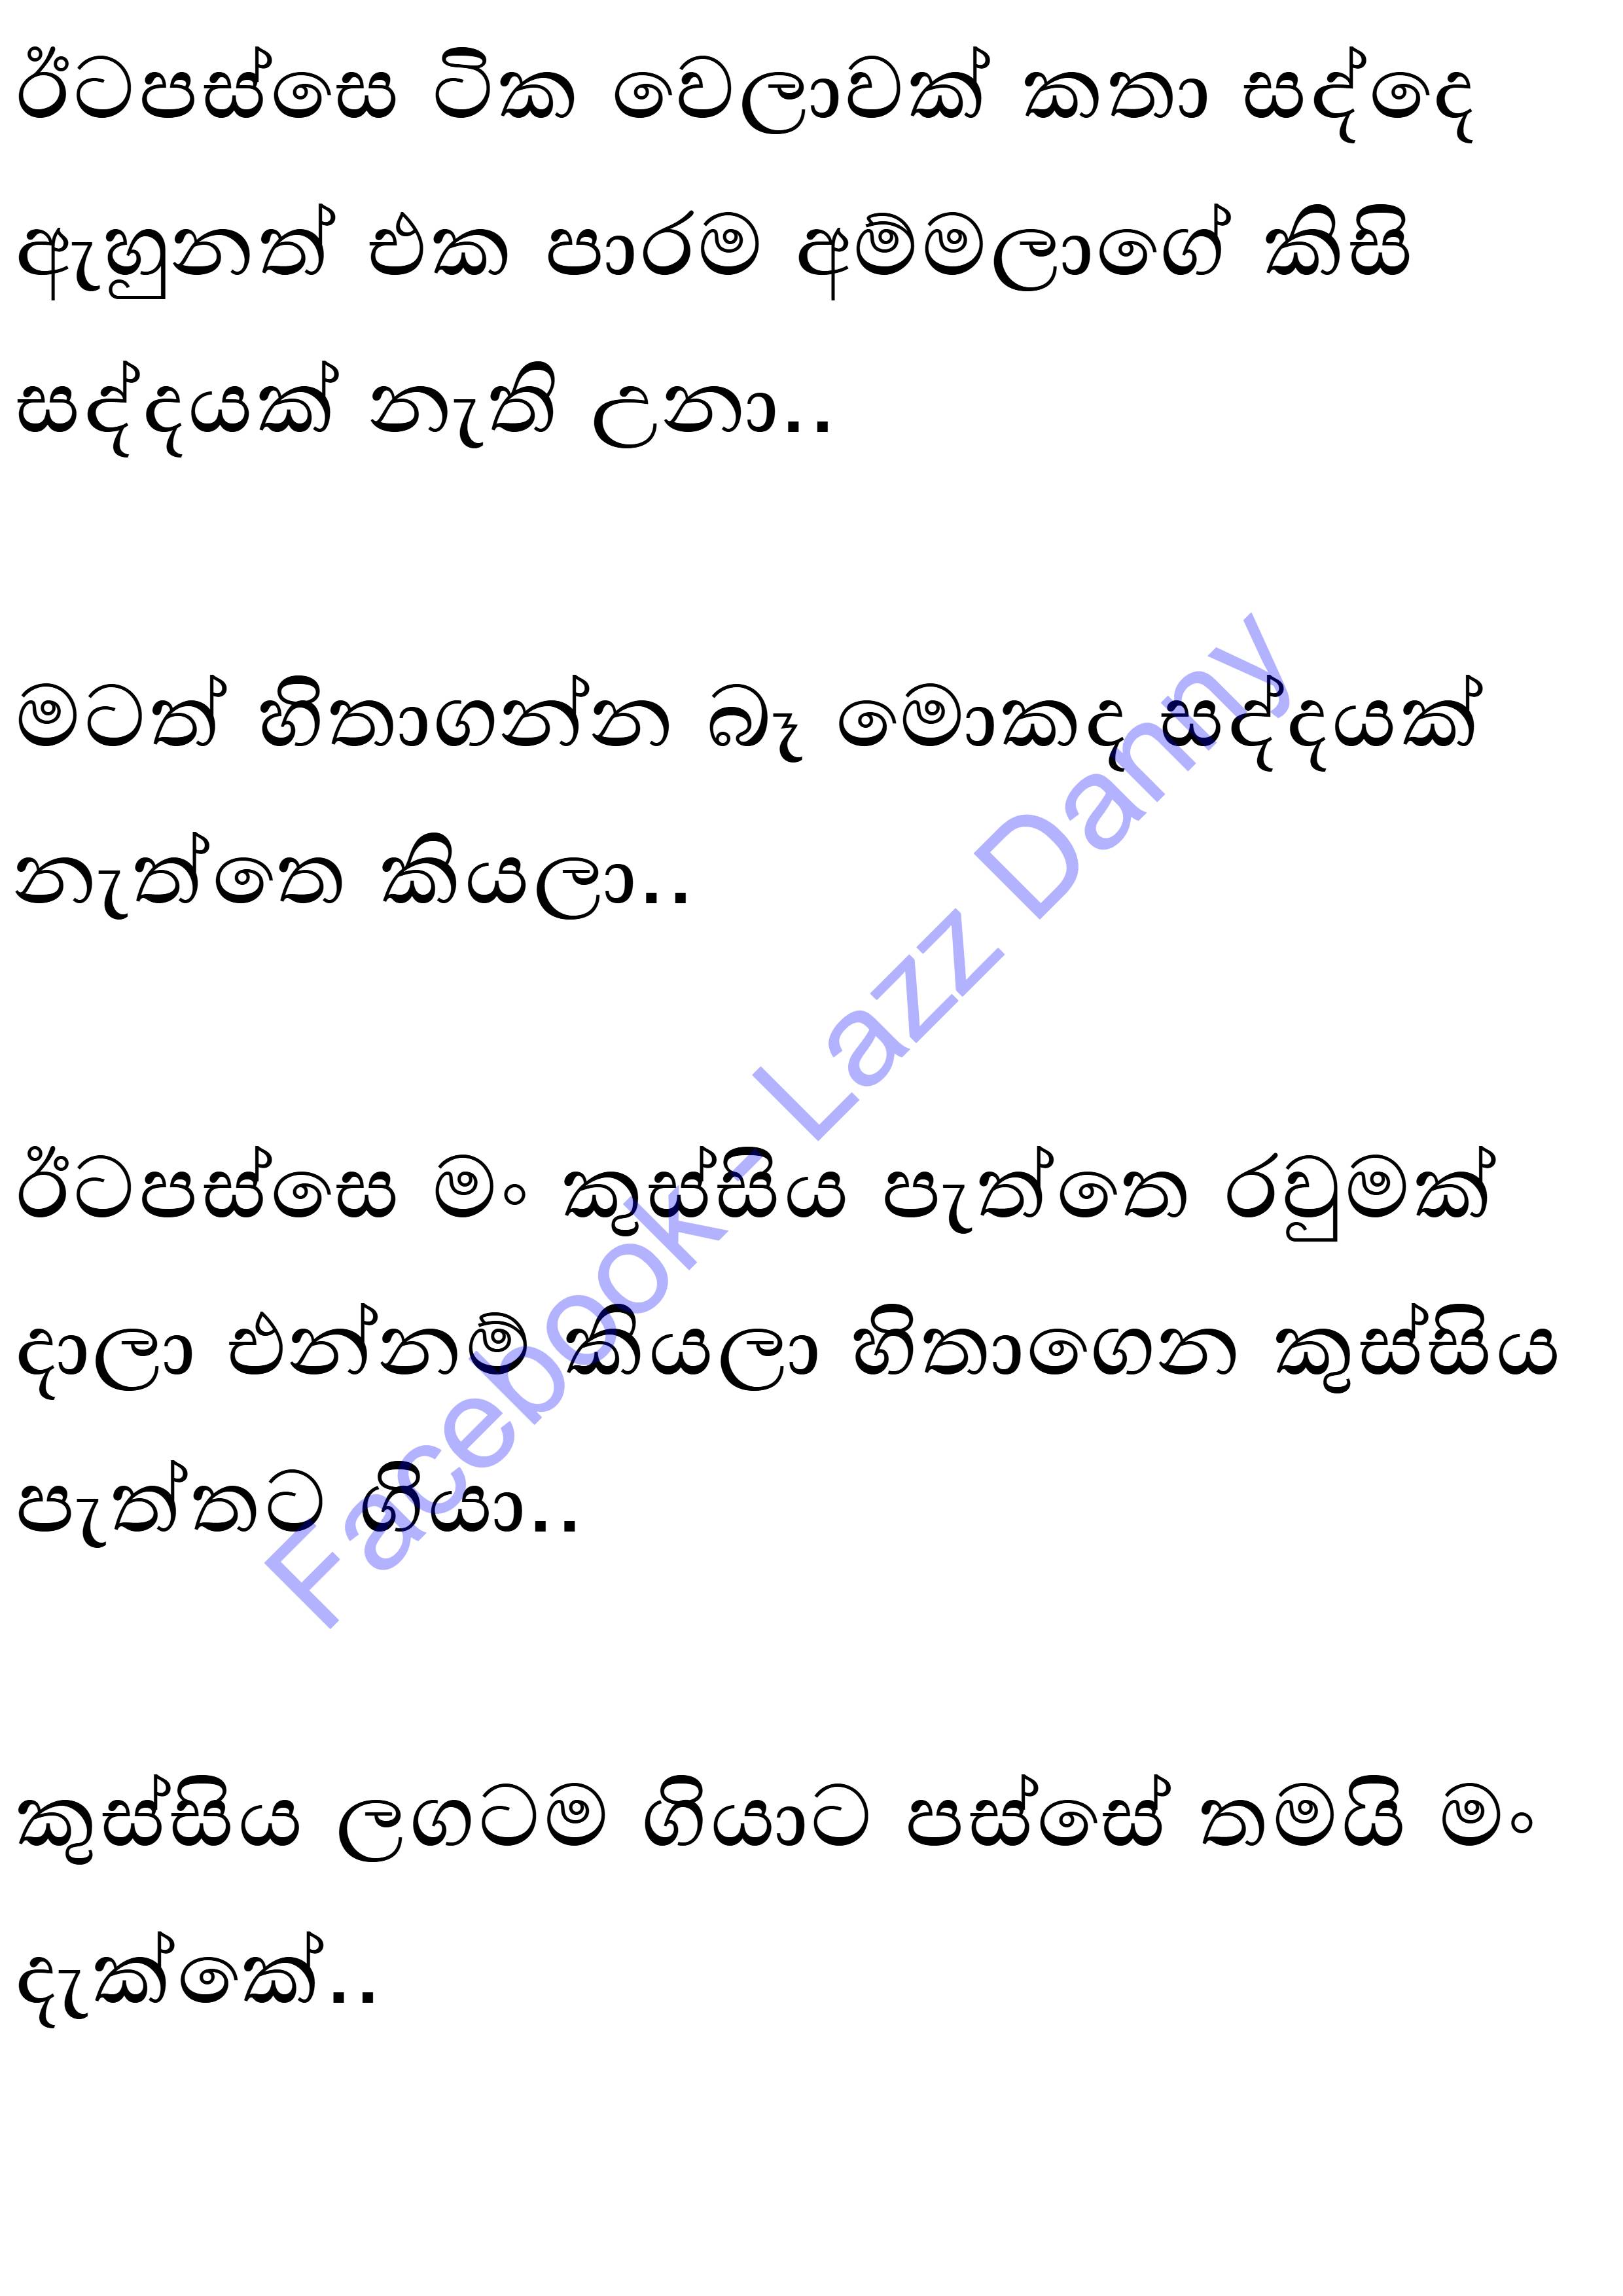 ඊටපස්සෙ ටික වෙලාවක් කතා සද්දෙ
ඇහුනත් එක පාරම අම්මලාගේ කිසි
සද්දයක් නැති උනා..
මටත් හිතාගන්න බෑ මොකද සද්දයක්
නැත්තෙ කියලා..
ඊටපස්සෙ මං කුස්සිය පැත්තෙ රවුමක්
දාලා එන්නම් කියලා හිතාගෙන කුස්සිය
පැත්තට ගියා..
කුස්සිය ලගටම ගියාට පස්සේ තමයි මං
දැක්කේ..
Facebook - Lazz Danny